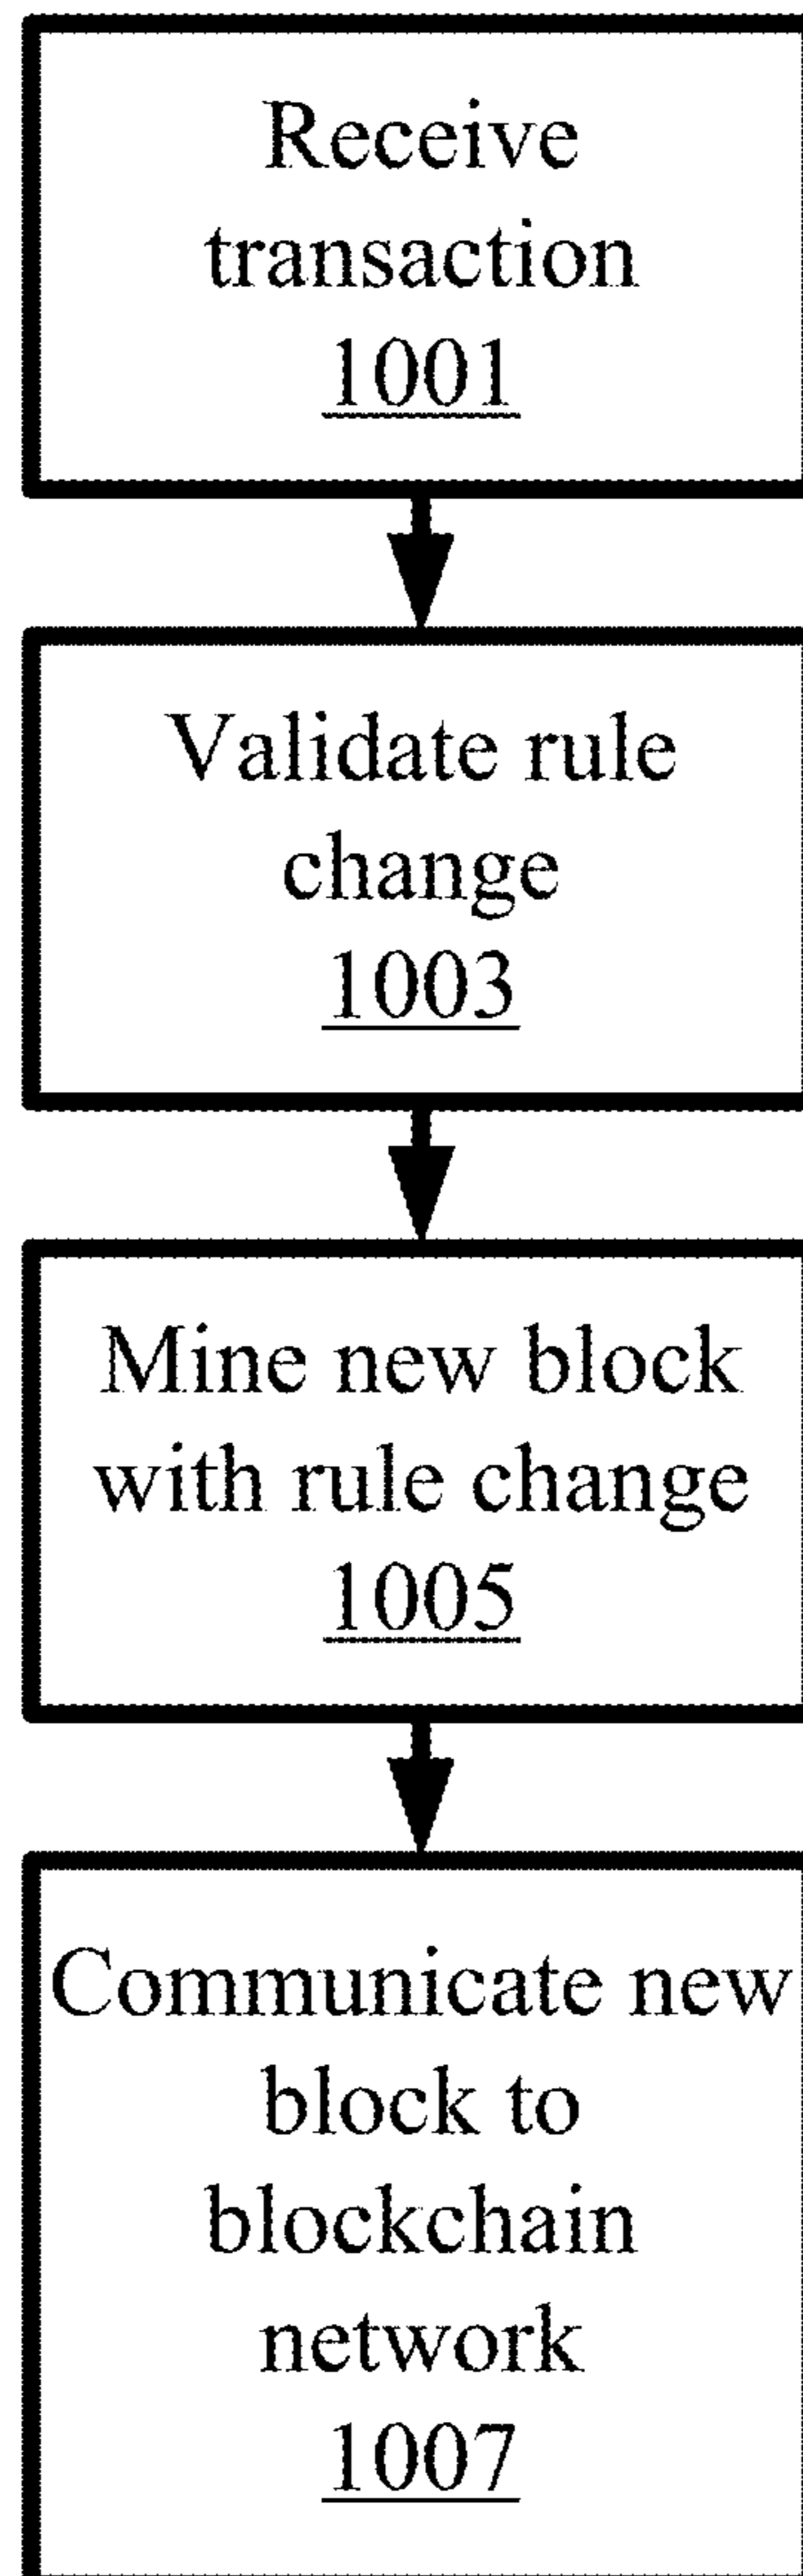 Receive
transaction
1001
Validate rule
change
1003
Mine new block
with rule change
1005
Communicate new
block to
blockchain
network
1007